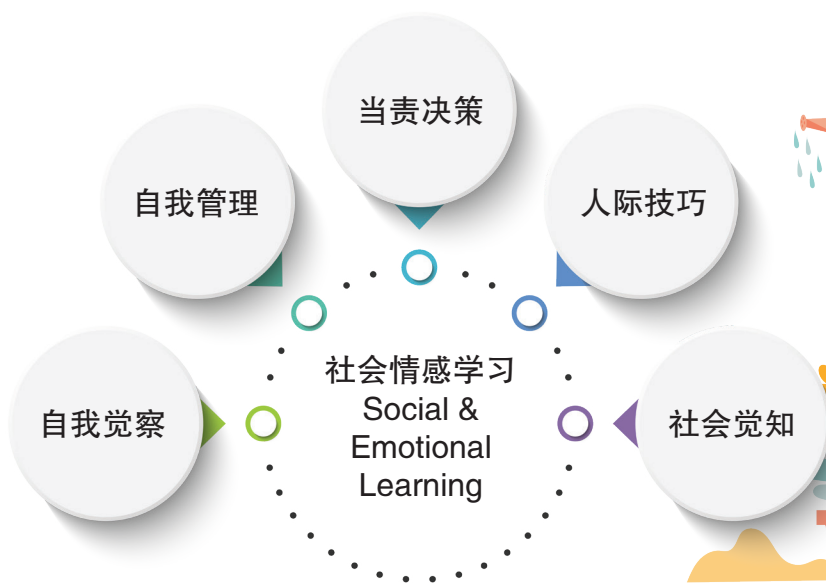 当责决策
自我管理
人际技巧
社会情感学习
Social &
Emotional
Learning
自我觉察
社会觉知